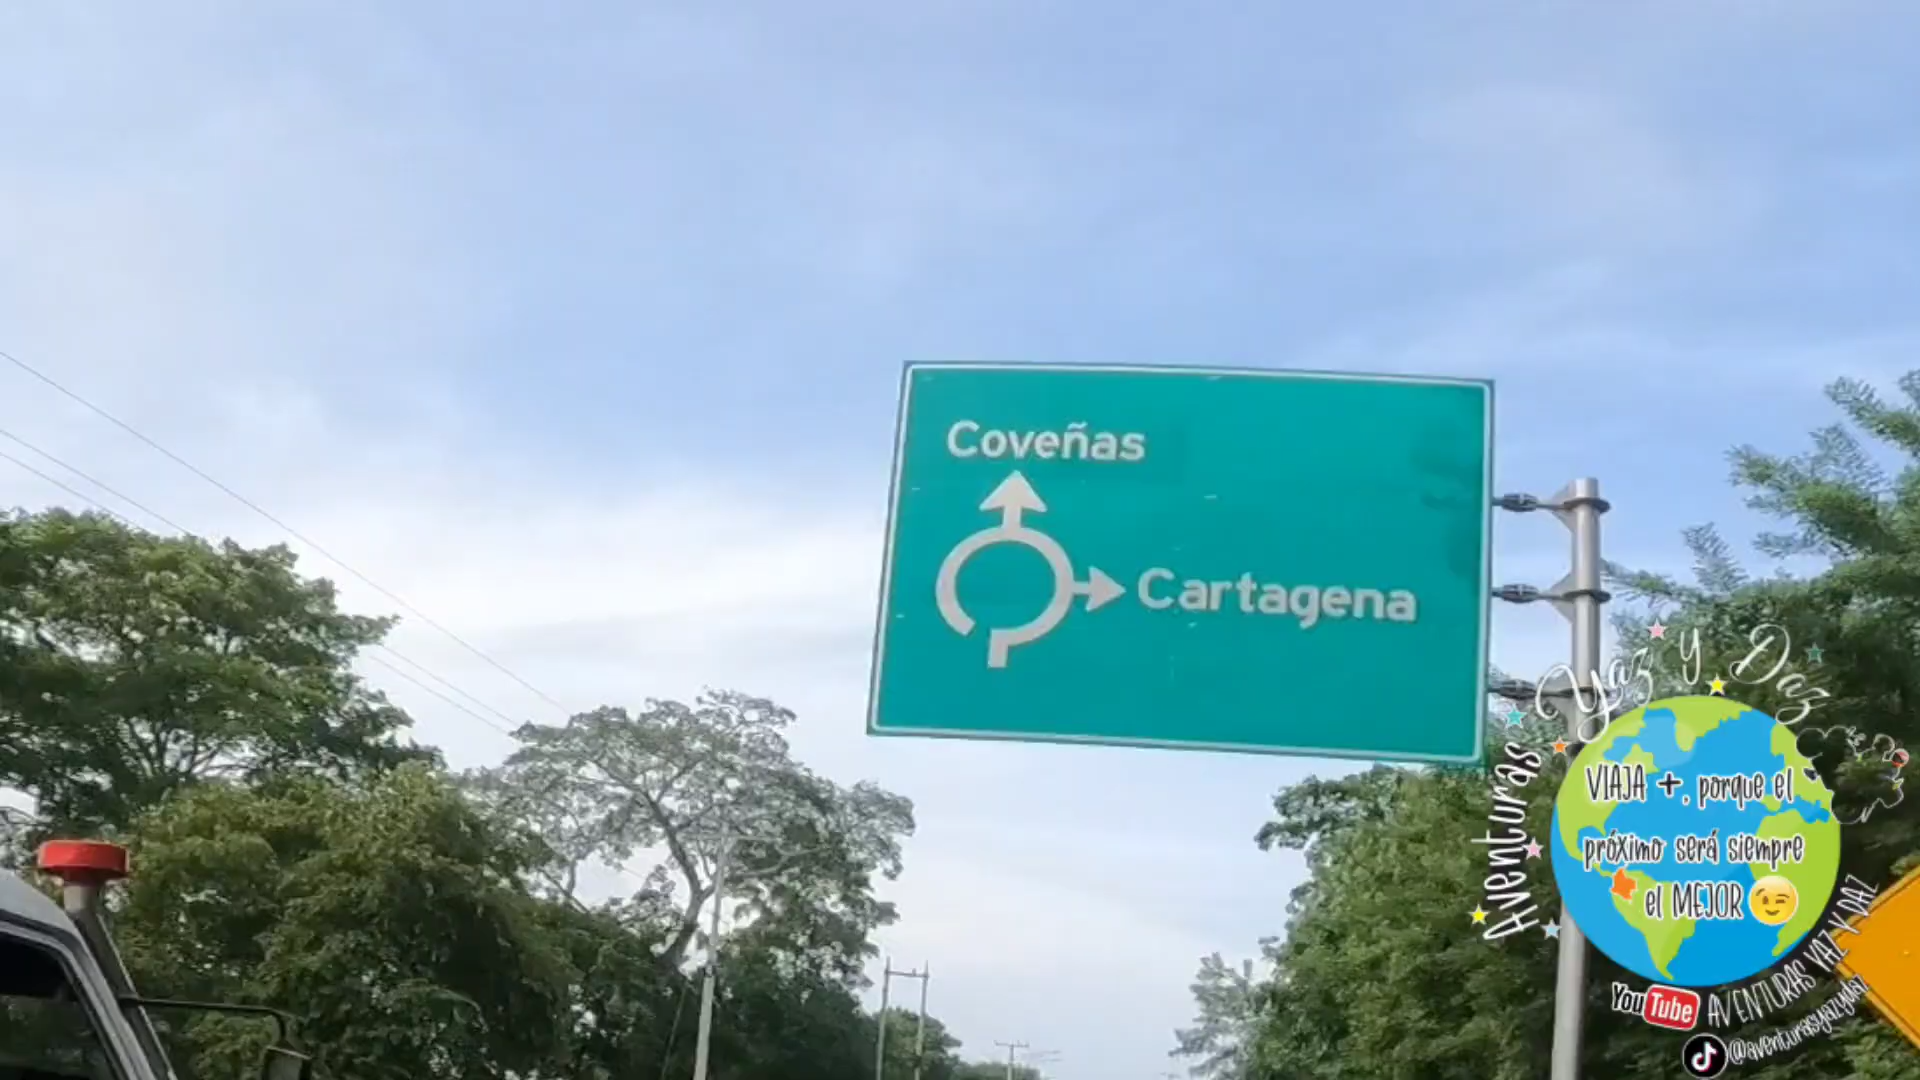 Coveñas
Cartagena
Aventuras Yaz y Daz
VIAJA +, porque el
próximo será siempre
el MEJOR
YouTube AVENTURAS YAZ Y DAZ
@aventurasyazydaz